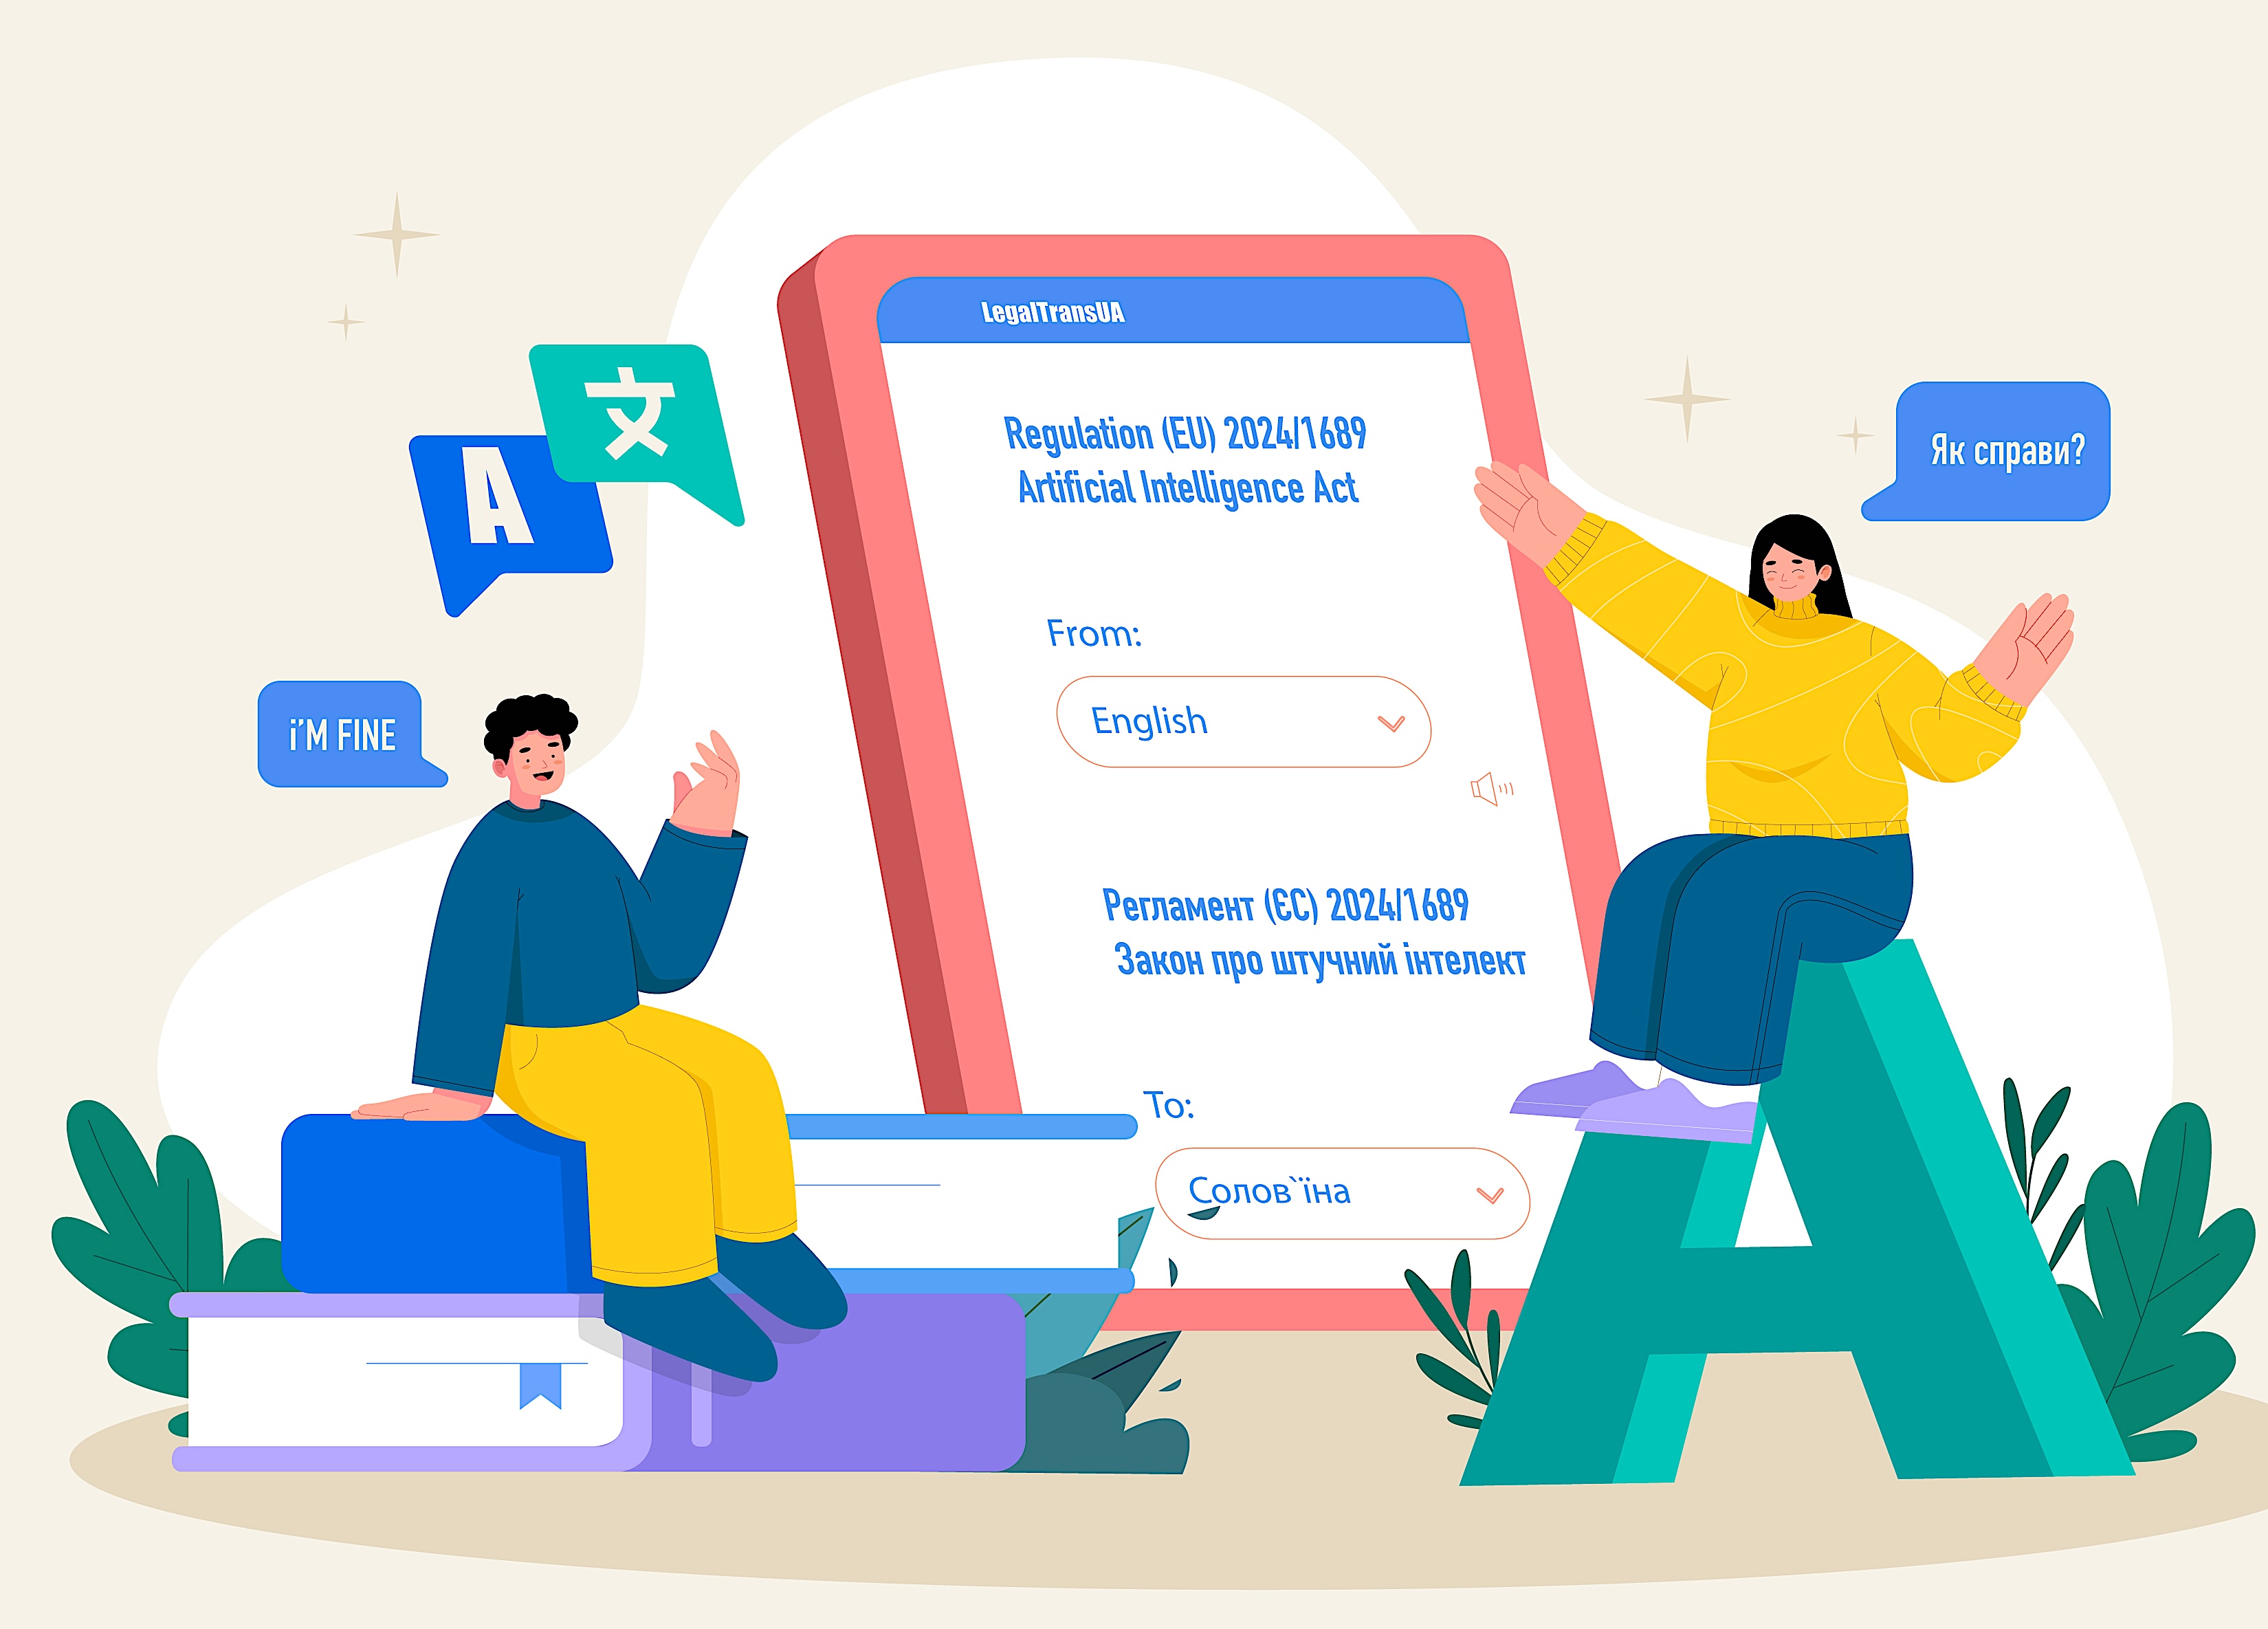 LegalTransUA
Regulation (EU) 2024/1689
Artificial Intelligence Act
From:
English
Регламент (ЄС) 2024/1689
Закон про штучний інтелект
To:
Солов`їна
A
文
i'M FINE
Як справи?
A